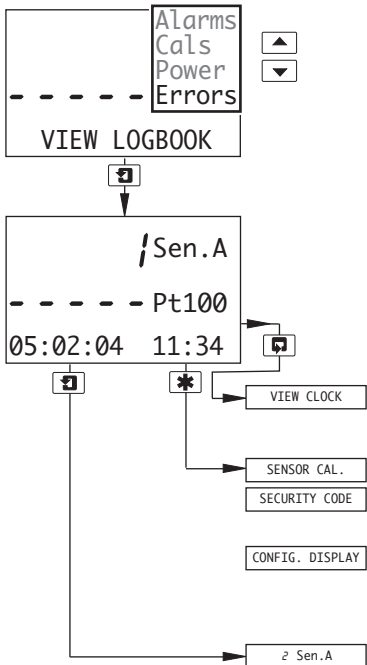 Alarms
Cals
Power
- - - - - Errors
VIEW LOGBOOK
1 Sen.A
- - - - - Pt100
05:02:04 11:34
VIEW CLOCK
SENSOR CAL.
SECURITY CODE
CONFIG. DISPLAY
2 Sen.A